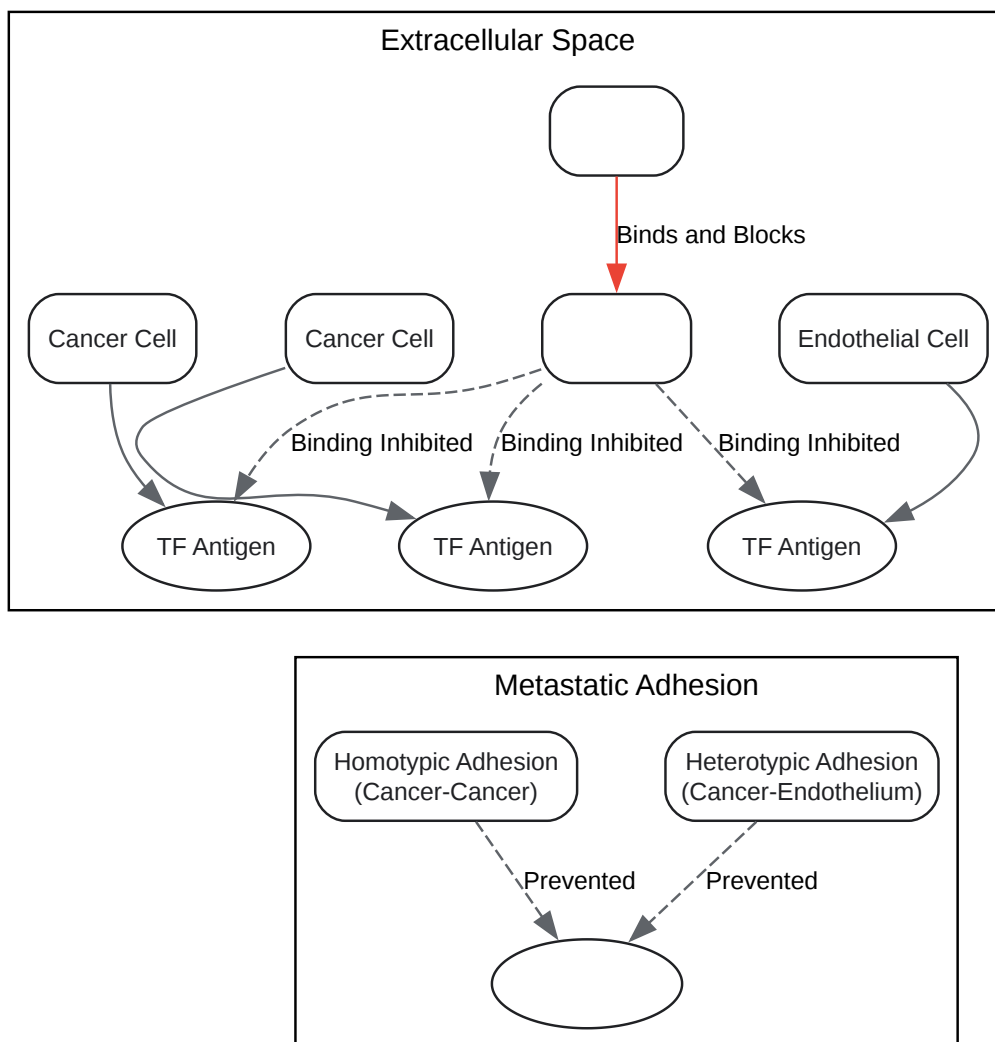 Extracellular Space
Binds and Blocks
Cancer Cell
Cancer Cell
Endothelial Cell
Binding Inhibited
Binding Inhibited
Binding Inhibited
TF Antigen
TF Antigen
TF Antigen
Metastatic Adhesion
Homotypic Adhesion
(Cancer-Cancer)
Heterotypic Adhesion
(Cancer-Endothelium)
Prevented
Prevented